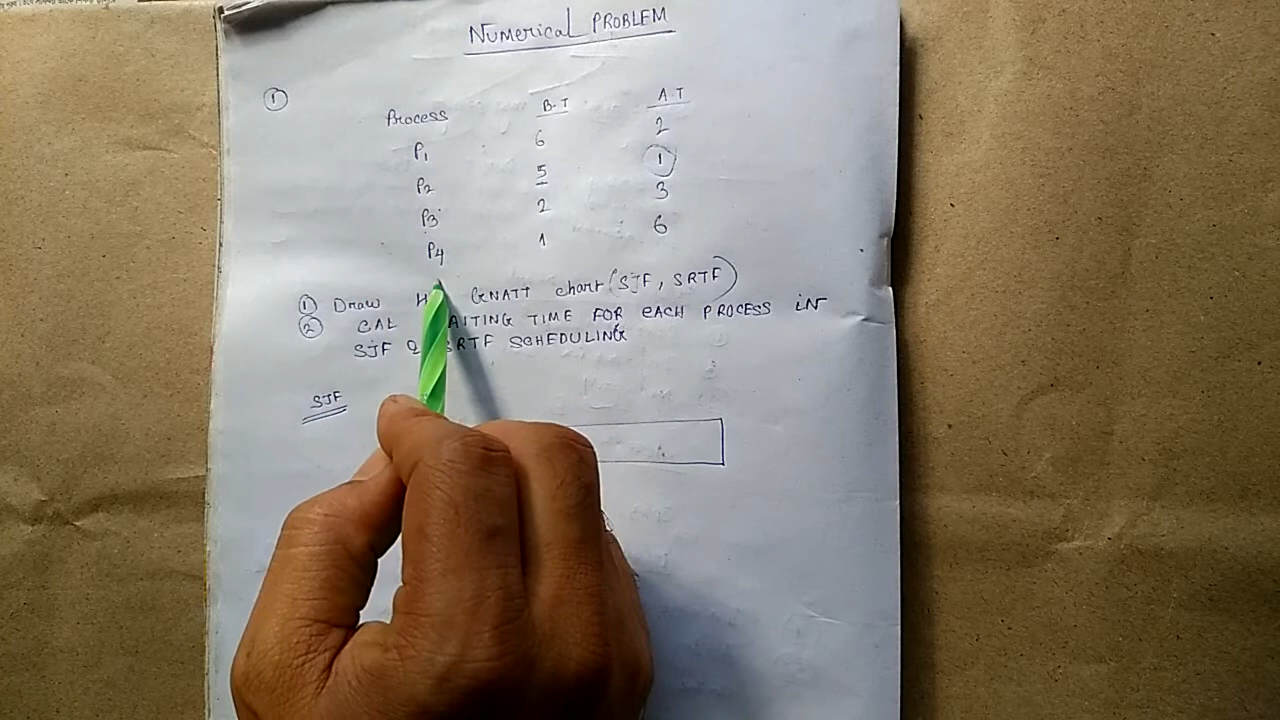 Numerical PROBLEM
① Process B.T A.T
P1 6 2
P2 5 1
P3 2 3
P4 1 6
① Draw GNATT chart (SJF, SRTF)
② CAL AITING TIME FOR EACH PROCESS IN
SJF & SRTF SCHEDULING
SJF